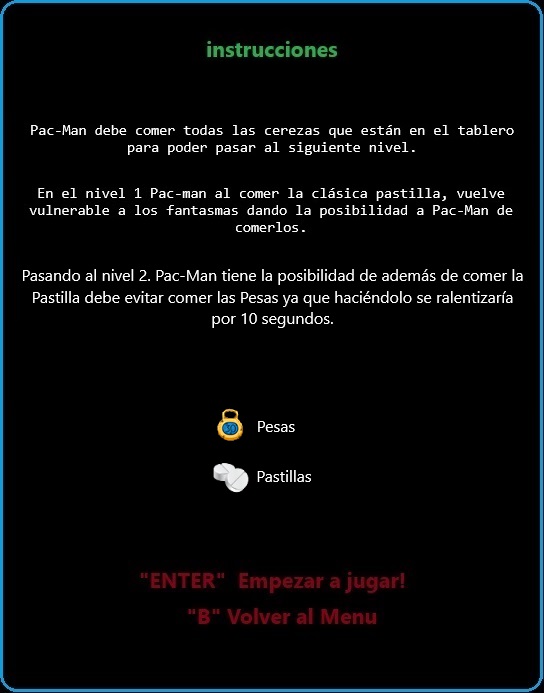 instrucciones
Pac-Man debe comer todas las cerezas que están en el tablero
para poder pasar al siguiente nivel.
En el nivel 1 Pac-man al comer la clásica pastilla, vuelve
vulnerable a los fantasmas dando la posibilidad a Pac-Man de
comerlos.
Pasando al nivel 2. Pac-Man tiene la posibilidad de además de comer la
Pastilla debe evitar comer las Pesas ya que haciéndolo se ralentizaría
por 10 segundos.
Pesas
Pastillas
"ENTER" Empezar a jugar!
"B" Volver al Menu